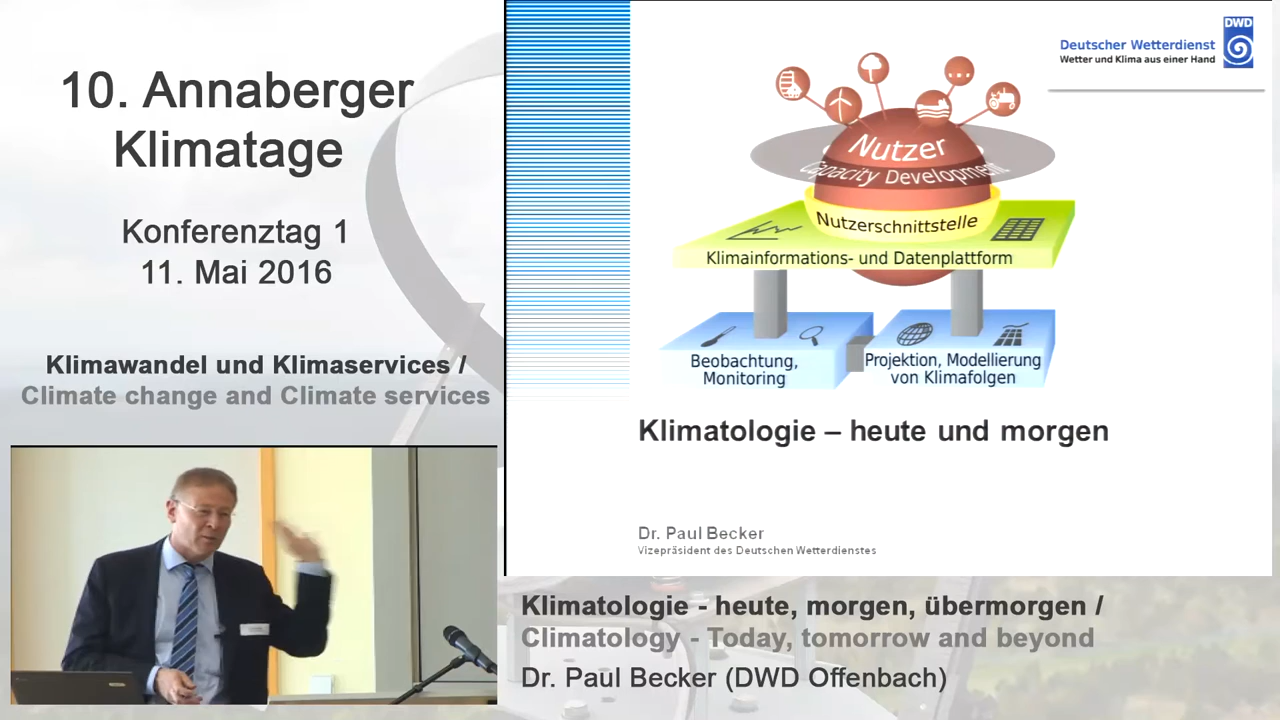 10. Annaberger
Klimatage
Konferenztag 1
11. Mai 2016
Klimawandel und Klimaservices /
Climate change and Climate services
DWD
Deutscher Wetterdienst
Wetter und Klima aus einer Hand
Nutzer
Capacity Development
Nutzerschnittstelle
Klimainformations- und Datenplattform
Beobachtung,
Monitoring
Projektion, Modellierung
von Klimafolgen
Klimatologie – heute und morgen
Dr. Paul Becker
Vizepräsident des Deutschen Wetterdienstes
Klimatologie - heute, morgen, übermorgen /
Climatology - Today, tomorrow and beyond
Dr. Paul Becker (DWD Offenbach)